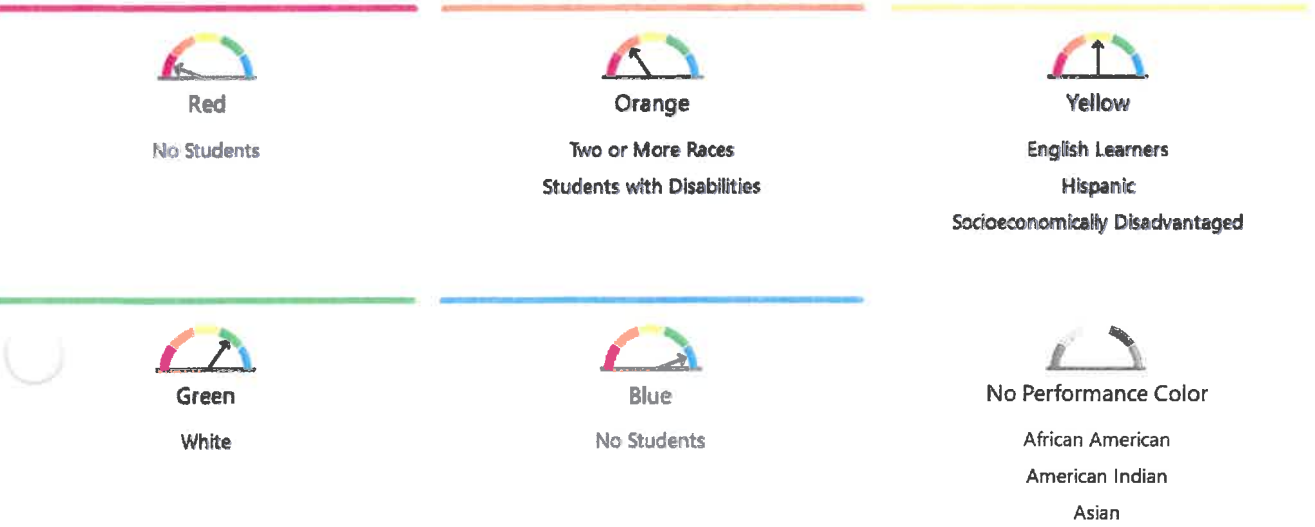 Red
No Students
Orange
Two or More Races
Students with Disabilities
Yellow
English Learners
Hispanic
Socioeconomically Disadvantaged
Green
White
Blue
No Students
No Performance Color
African American
American Indian
Asian